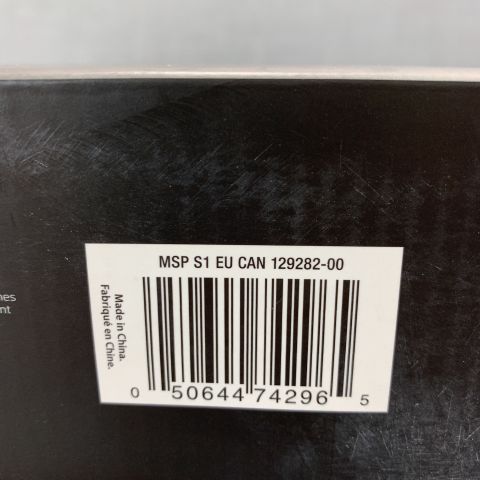 MSP S1 EU CAN 129282-00
Made in China.
Fabriqué en Chine.
0 50644 74296 5